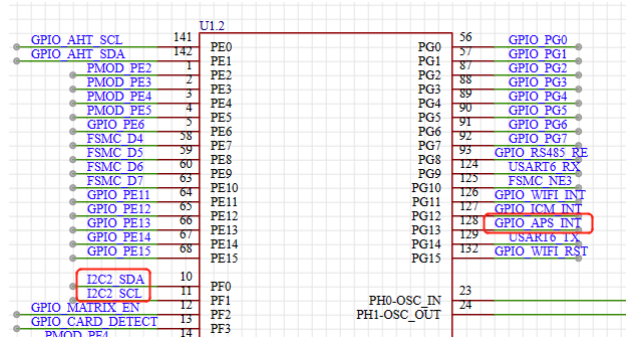 U1.2
GPIO_AHT_SCL 141 PE0 PG0 56 GPIO_PG0
GPIO_AHT_SDA 142 PE1 PG1 57 GPIO_PG1
PMOD_PE2 1 PE2 PG2 87 GPIO_PG2
PMOD_PE3 2 PE3 PG3 88 GPIO_PG3
PMOD_PE4 3 PE4 PG4 89 GPIO_PG4
PMOD_PE5 4 PE5 PG5 90 GPIO_PG5
GPIO_PE6 5 PE6 PG6 91 GPIO_PG6
FSMC_D4 58 PE7 PG7 92 GPIO_PG7
FSMC_D5 59 PE8 PG8 93 GPIO_RS485_RE
FSMC_D6 60 PE9 PG9 124 USART6_RX
FSMC_D7 63 PE10 PG10 125 FSMC_NE3
GPIO_PE11 64 PE11 PG11 126 GPIO_WIFI_INT
GPIO_PE12 65 PE12 PG12 127 GPIO_ICM_INT
GPIO_PE13 66 PE13 PG13 128 GPIO_APS_INT
GPIO_PE14 67 PE14 PG14 129 USART6_TX
GPIO_PE15 68 PE15 PG15 132 GPIO_WIFI_RST
I2C2_SDA 10 PF0
I2C2_SCL 11 PF1 PH0-OSC_IN 23
GPIO_MATRIX_EN 12 PF2 PH1-OSC_OUT 24
GPIO_CARD_DETECT 13 PF3
14